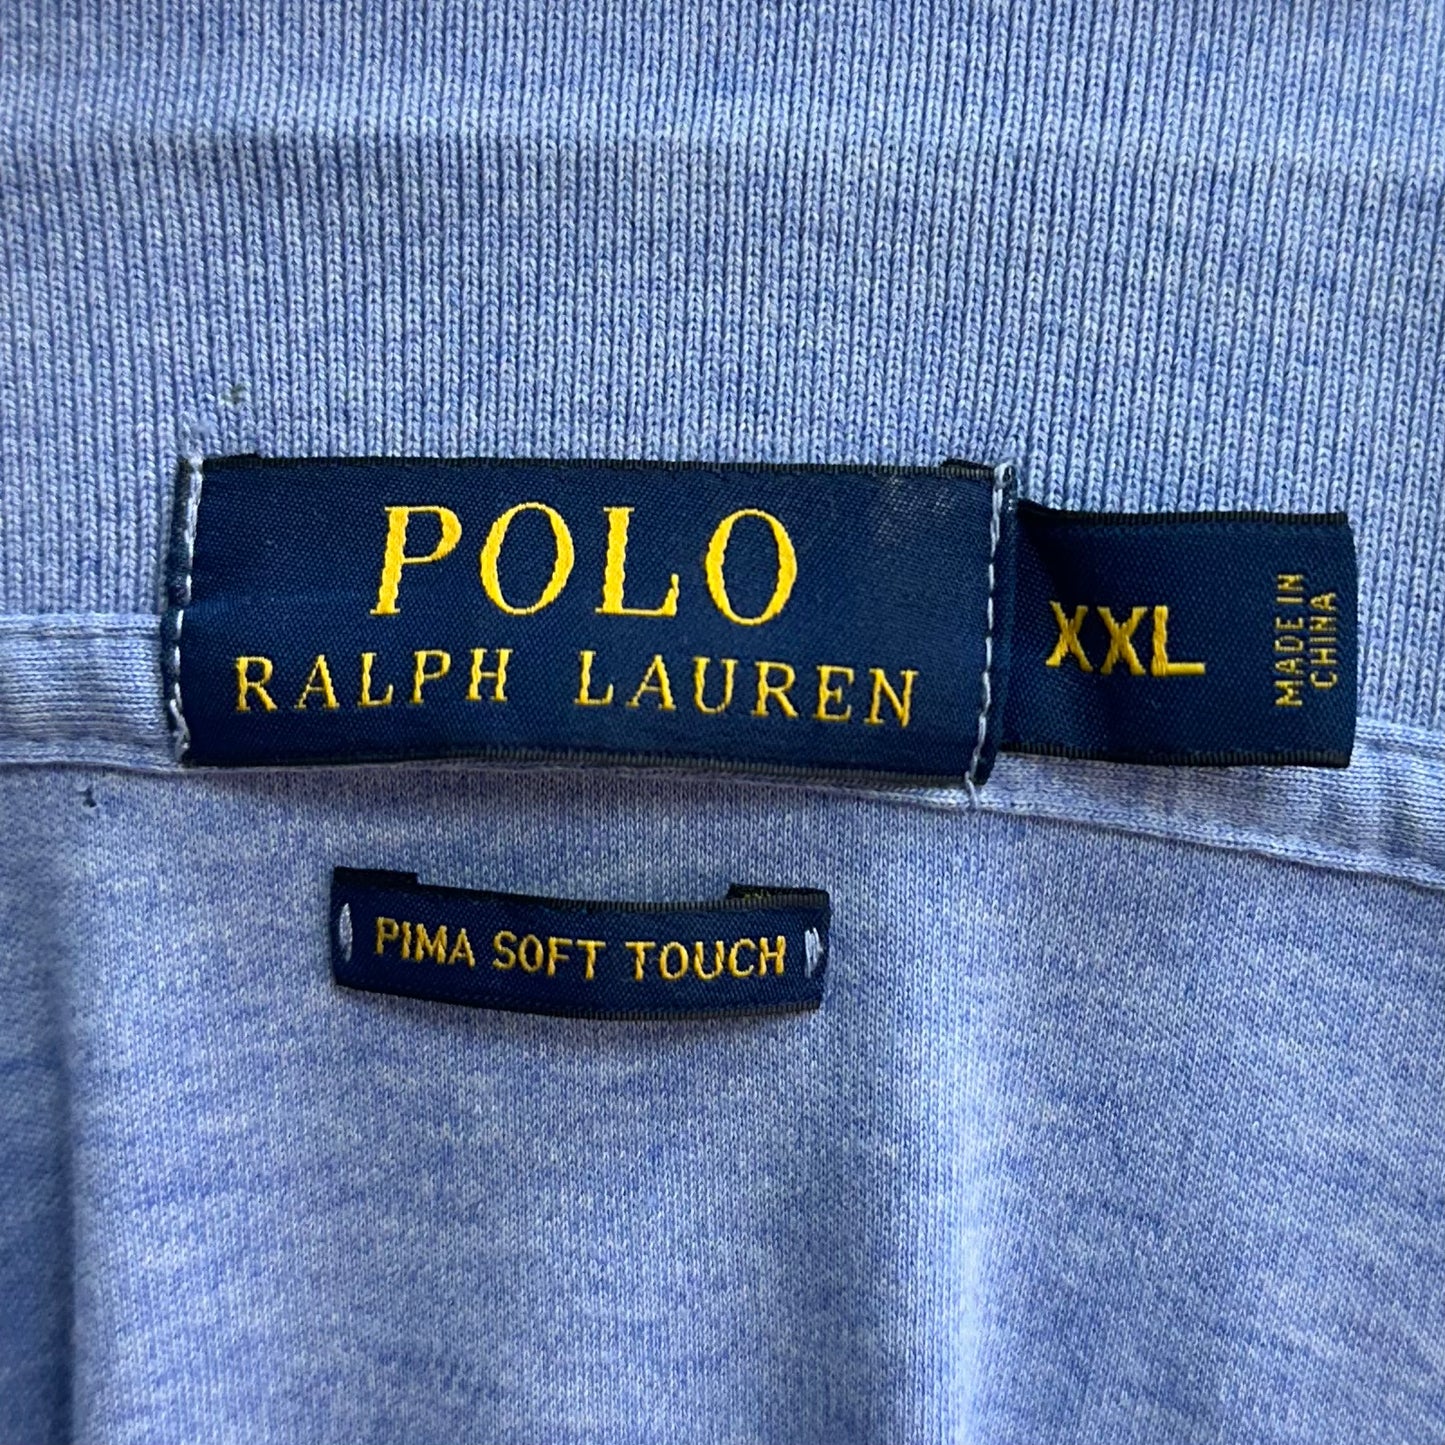 POLO
RALPH LAUREN
XXL
MADE IN
CHINA
PIMA SOFT TOUCH